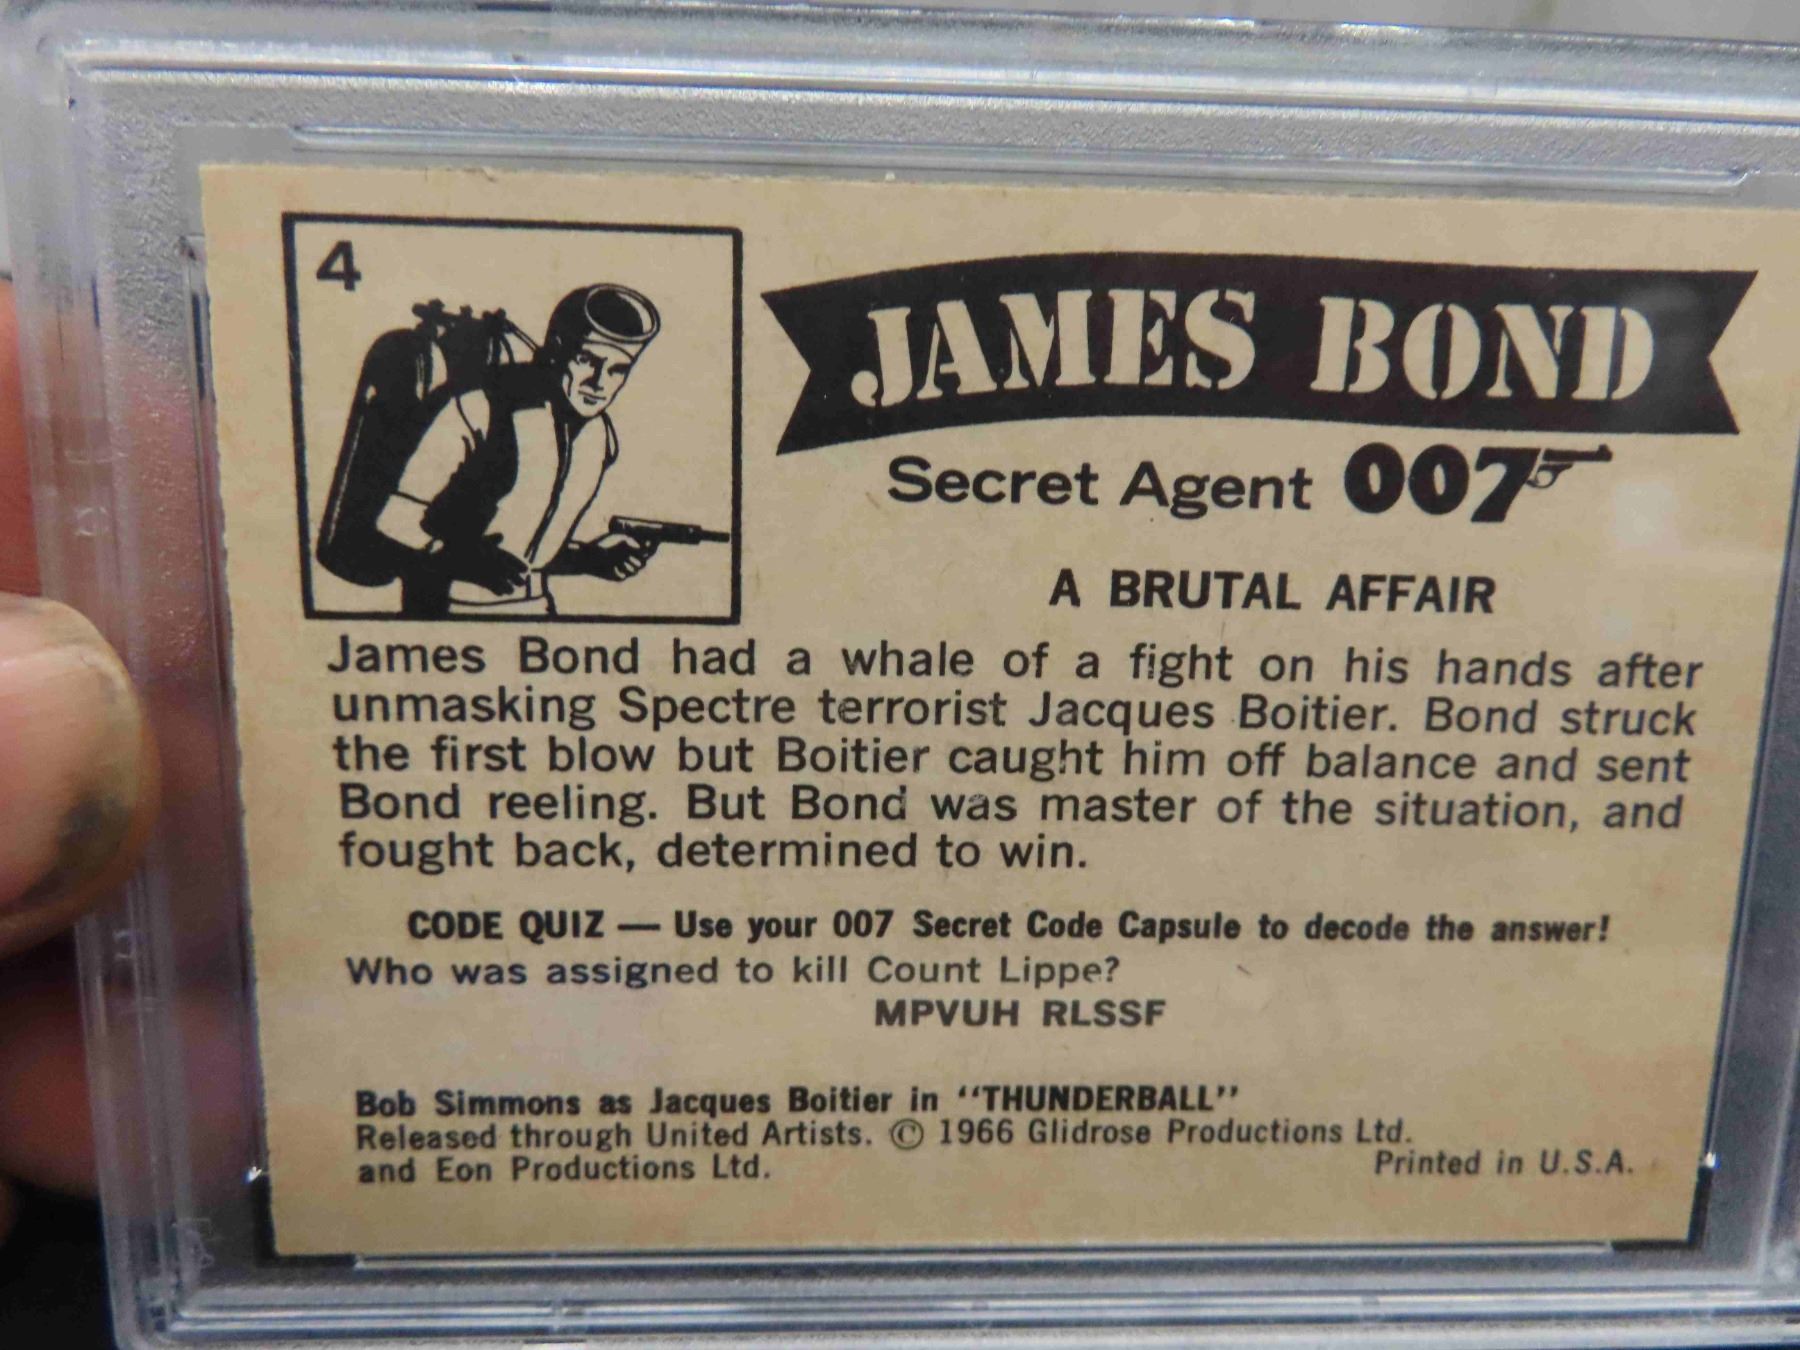 4
JAMES BOND
Secret Agent 007
A BRUTAL AFFAIR
James Bond had a whale of a fight on his hands after
unmasking Spectre terrorist Jacques Boitier. Bond struck
the first blow but Boitier caught him off balance and sent
Bond reeling. But Bond was master of the situation, and
fought back, determined to win.
CODE QUIZ — Use your 007 Secret Code Capsule to decode the answer!
Who was assigned to kill Count Lippe?
MPVUH RLSSF
Bob Simmons as Jacques Boitier in "THUNDERBALL"
Released through United Artists. © 1966 Glidrose Productions Ltd.
and Eon Productions Ltd.
Printed in U.S.A.